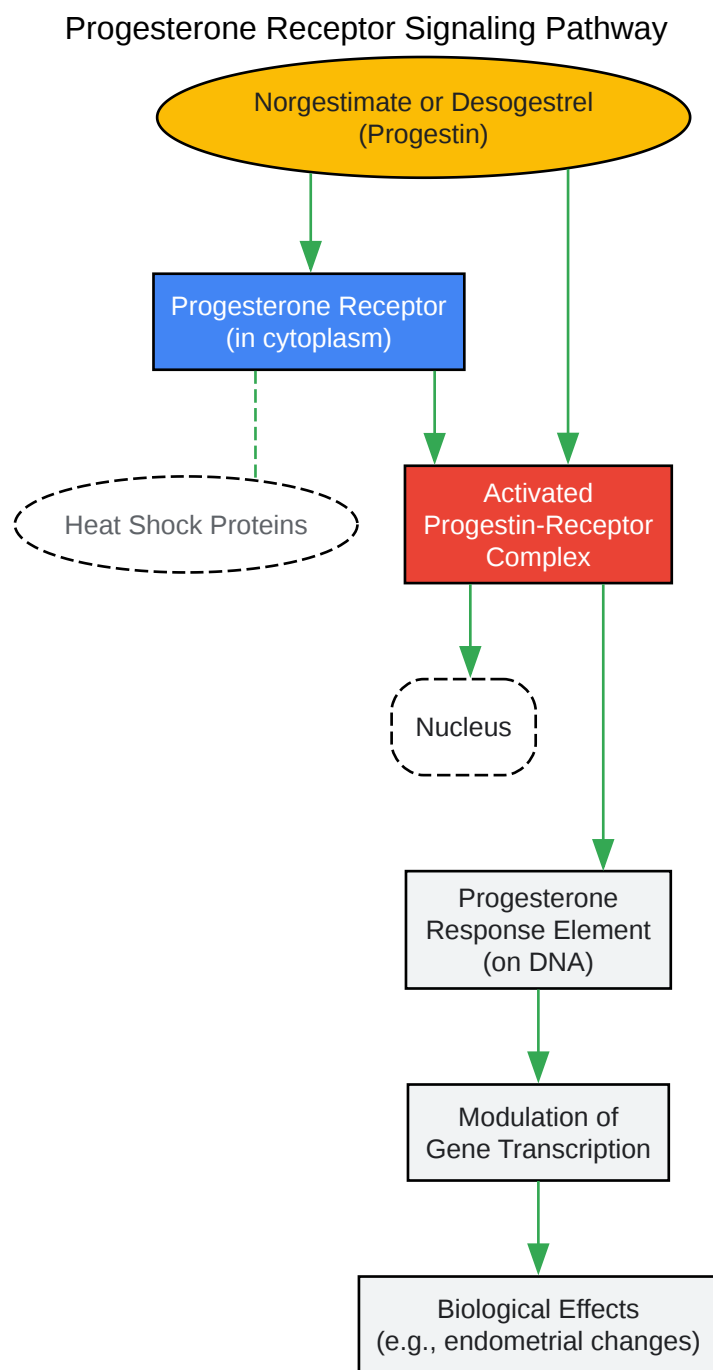 Progesterone Receptor Signaling Pathway
Norgestimate or Desogestrel
(Progestin)
Progesterone Receptor
(in cytoplasm)
Heat Shock Proteins
Activated
Progestin-Receptor
Complex
Nucleus
Progesterone
Response Element
(on DNA)
Modulation of
Gene Transcription
Biological Effects
(e.g., endometrial changes)